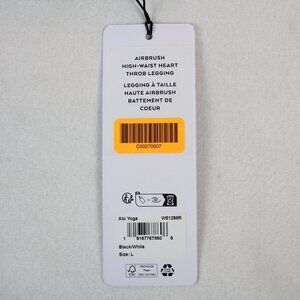 AIRBRUSH
HIGH-WAIST HEART
THROB LEGGING
LEGGING À TAILLE
HAUTE AIRBRUSH
BATTEMENT DE
COEUR
C00270507
Alo Yoga W51298R
Black/White
Size: L